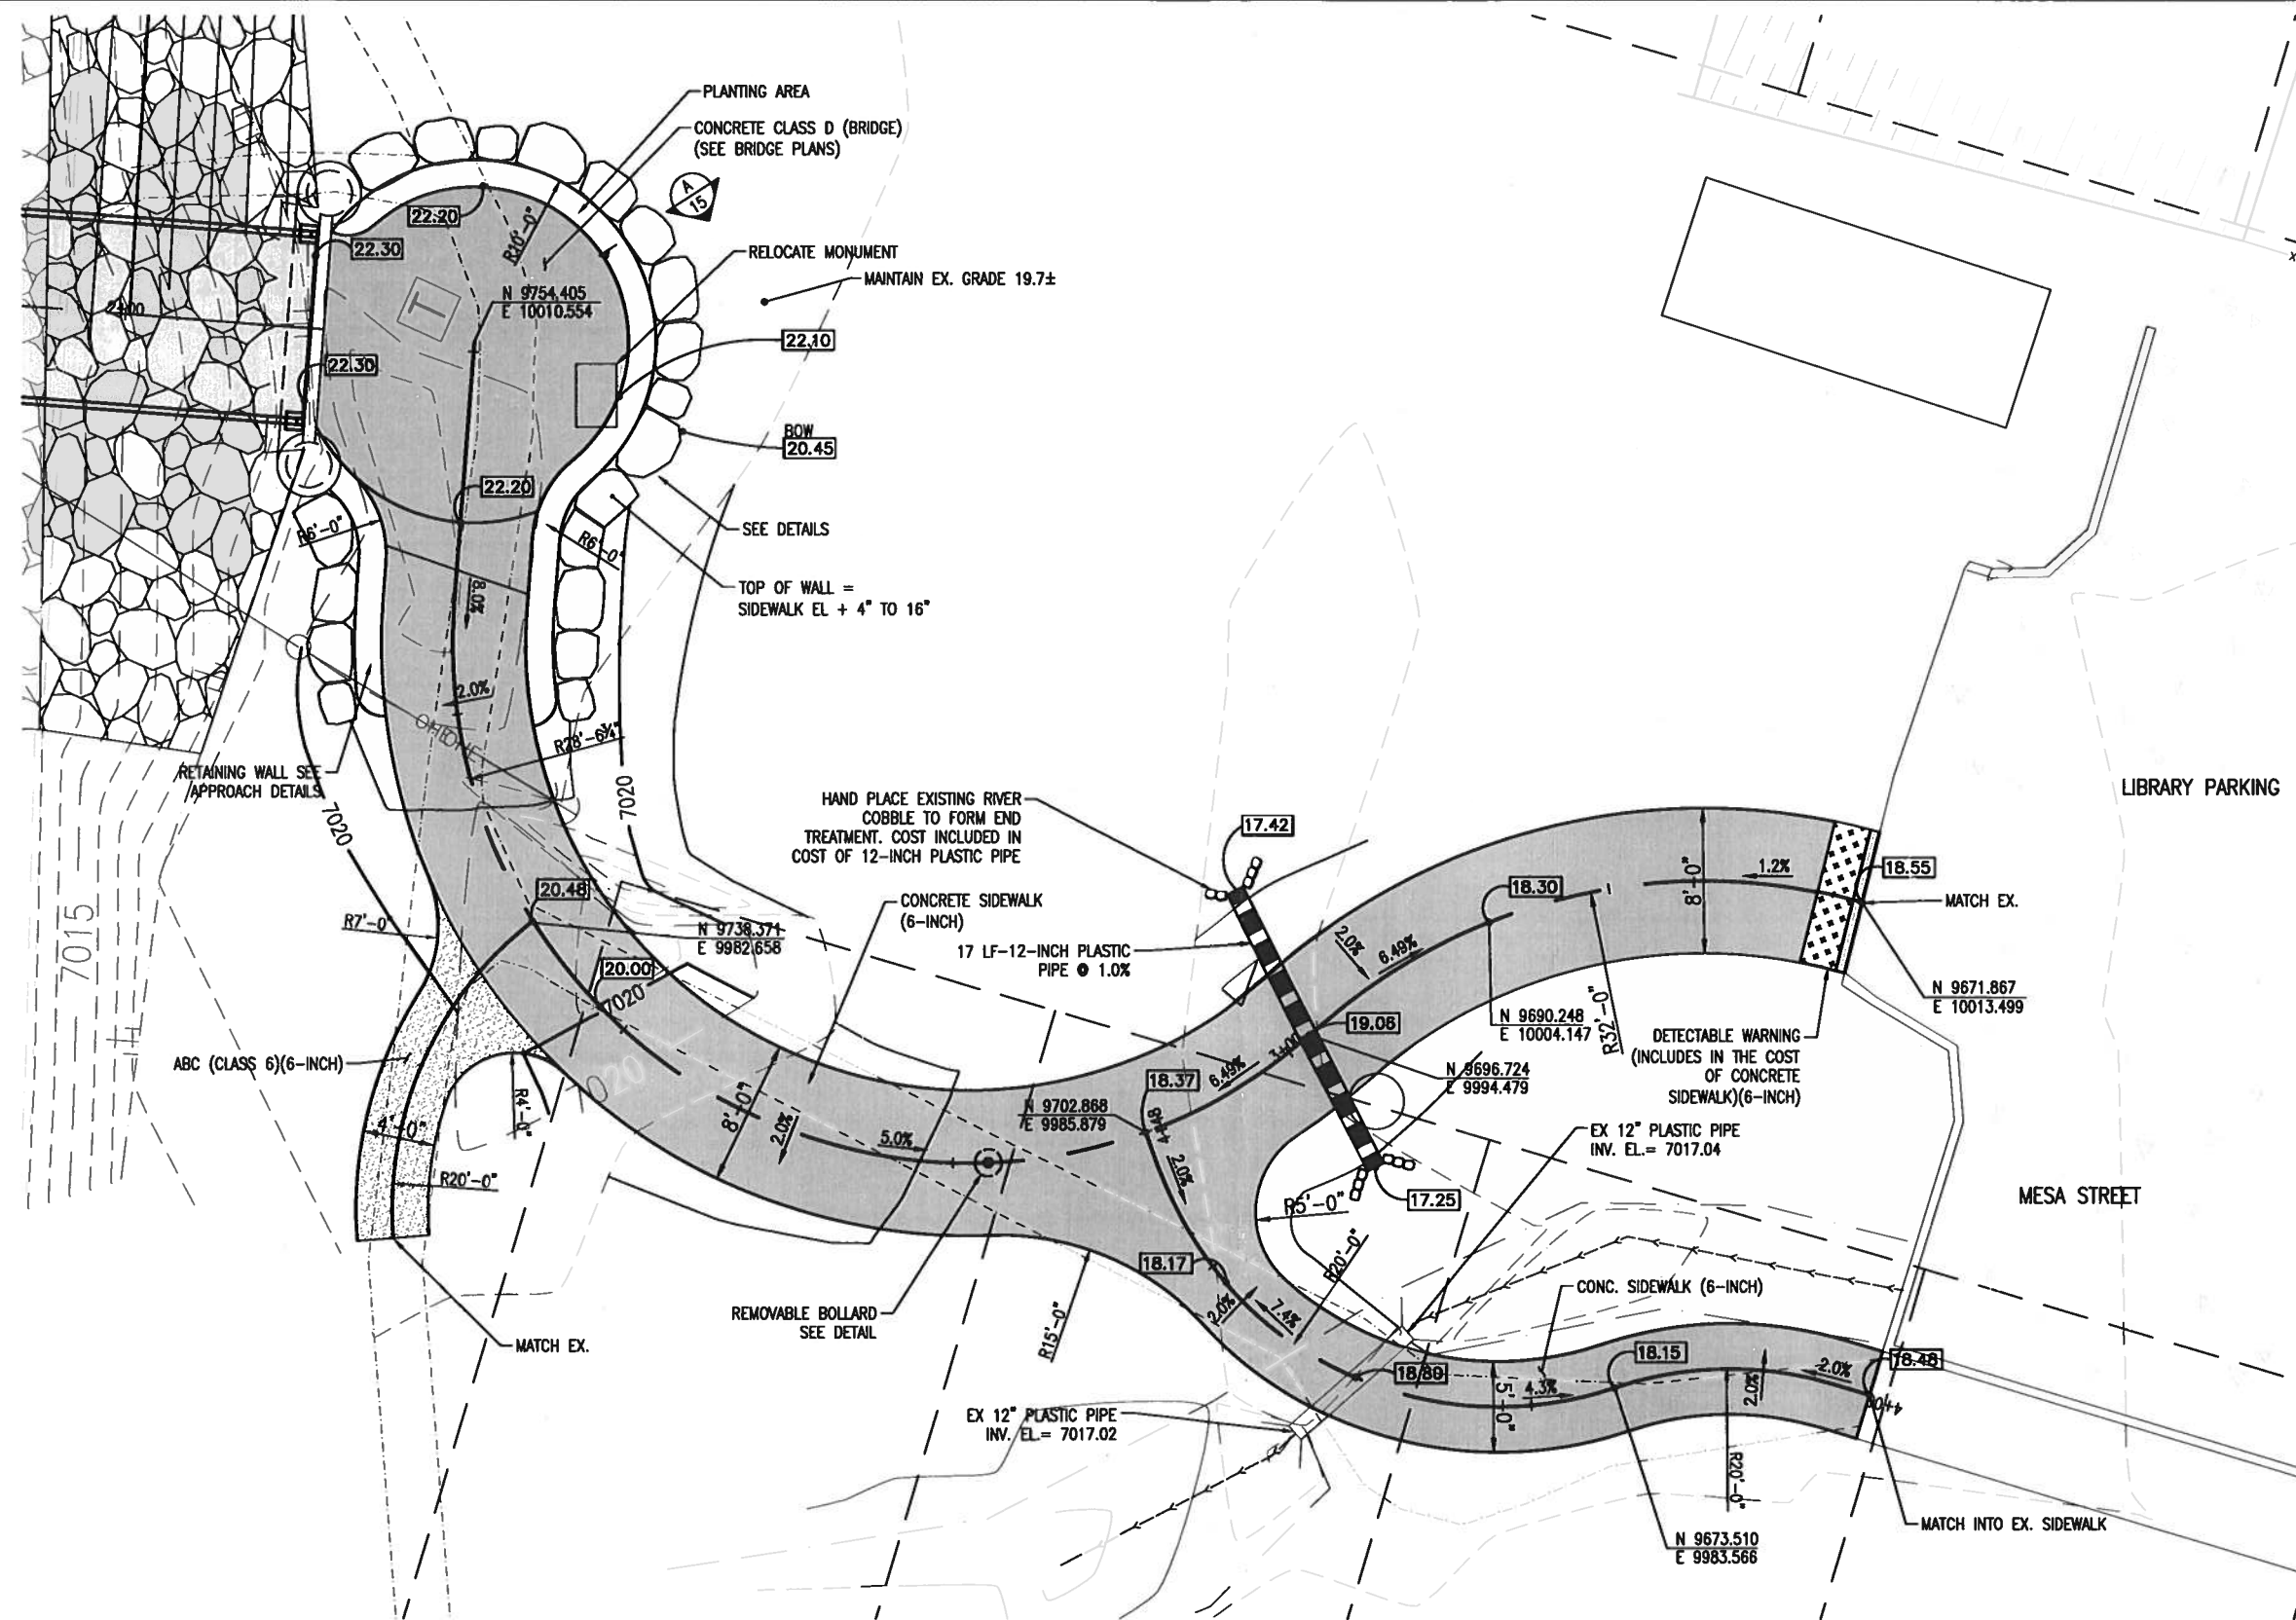 PLANTING AREA
CONCRETE CLASS D (BRIDGE)
(SEE BRIDGE PLANS)
A
15
22.20
R10'-0"
22.30
RELOCATE MONUMENT
MAINTAIN EX. GRADE 19.7±
N 9754.405
E 10010.554
T
2+00
22.10
22.30
BOW
20.45
22.20
SEE DETAILS
R6'-0"
R6'-0"
TOP OF WALL =
SIDEWALK EL + 4" TO 16"
8.0%
2.0%
R28'-6¾"
RETAINING WALL SEE
APPROACH DETAILS
7020
7020
LIBRARY PARKING
HAND PLACE EXISTING RIVER
COBBLE TO FORM END
TREATMENT. COST INCLUDED IN
COST OF 12-INCH PLASTIC PIPE
17.42
18.55
1.2%
8'-0"
18.30
MATCH EX.
20.48
CONCRETE SIDEWALK
(6-INCH)
R7'-0"
N 9738.371
E 9982.658
7015
17 LF-12-INCH PLASTIC
PIPE @ 1.0%
2.0%
6.49%
20.00
7020
N 9671.867
E 10013.499
N 9690.248
E 10004.147
R32'-0"
19.06
3+00
DETECTABLE WARNING
(INCLUDES IN THE COST
OF CONCRETE
SIDEWALK)(6-INCH)
ABC (CLASS 6)(6-INCH)
N 9696.724
E 9994.479
18.37
6.49%
R4'-0"
8'-0"
N 9702.868
E 9985.879
4'-0"
2.0%
5.0%
EX 12" PLASTIC PIPE
INV. EL.= 7017.04
2.0%
R20'-0"
R5'-0"
17.25
MESA STREET
18.17
R20'-0"
CONC. SIDEWALK (6-INCH)
REMOVABLE BOLLARD
SEE DETAIL
R15'-0"
2.0%
7.4%
MATCH EX.
18.15
18.48
18.80
4.3%
5'-0"
2.0%
2.0%
4+00
EX 12" PLASTIC PIPE
INV. EL.= 7017.02
R20'-0"
MATCH INTO EX. SIDEWALK
N 9673.510
E 9983.566